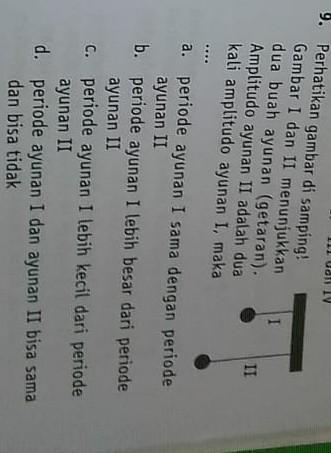 III dan IV
9. Perhatikan gambar di samping!
Gambar I dan II menunjukkan
dua buah ayunan (getaran).
Amplitudo ayunan II adalah dua
kali amplitudo ayunan I, maka
....
I
II
a. periode ayunan I sama dengan periode
ayunan II
b. periode ayunan I lebih besar dari periode
ayunan II
c. periode ayunan I lebih kecil dari periode
ayunan II
d. periode ayunan I dan ayunan II bisa sama
dan bisa tidak